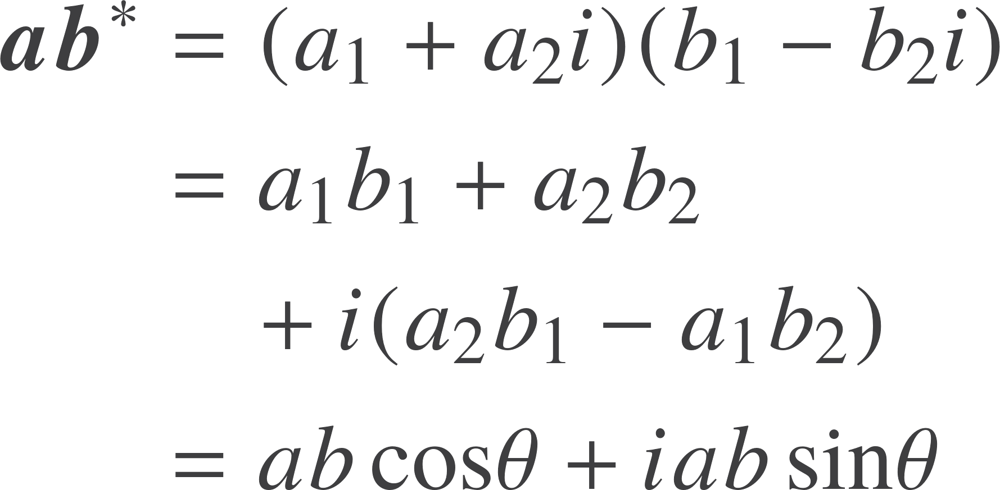 ab* = (a₁ + a₂i)(b₁ − b₂i)
= a₁b₁ + a₂b₂
+ i(a₂b₁ − a₁b₂)
= ab cosθ + iab sinθ